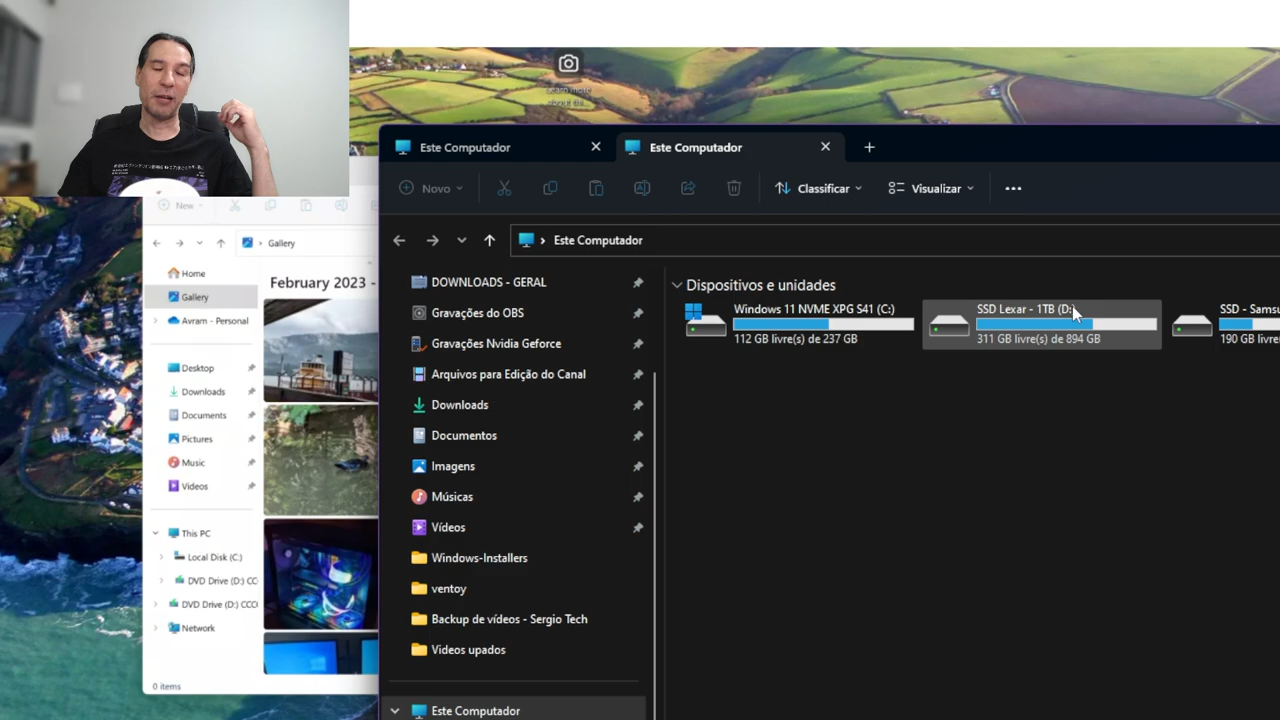 Este Computador
Este Computador
Novo
Classificar
Visualizar
Este Computador
DOWNLOADS - GERAL
Gravações do OBS
Gravações Nvidia Geforce
Arquivos para Edição do Canal
Downloads
Documentos
Imagens
Músicas
Vídeos
Windows-Installers
ventoy
Backup de vídeos - Sergio Tech
Videos upados
Este Computador
Dispositivos e unidades
Windows 11 NVME XPG S41 (C:)
112 GB livre(s) de 237 GB
SSD Lexar - 1TB (D:)
311 GB livre(s) de 894 GB
SSD - Samsu
190 GB livre
New
Gallery
Home
Gallery
Avram - Personal
Desktop
Downloads
Documents
Pictures
Music
Videos
This PC
Local Disk (C:)
DVD Drive (D:) CC
DVD Drive (D:) CCC
Network
0 items
February 2023 -